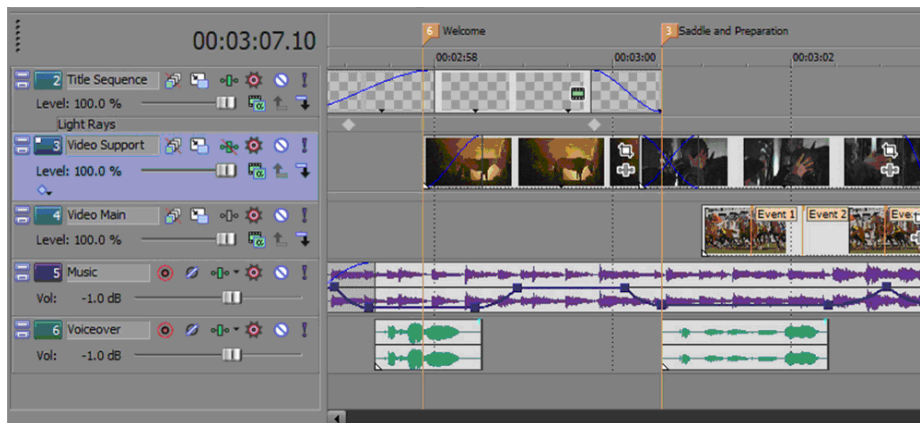 00:03:07.10
6 Welcome
3 Saddle and Preparation
00:02:58
00:03:00
00:03:02
2 Title Sequence
Level: 100.0 %
Light Rays
3 Video Support
Level: 100.0 %
4 Video Main
Level: 100.0 %
Event 1
Event 2
5 Music
Vol: -1.0 dB
6 Voiceover
Vol: -1.0 dB